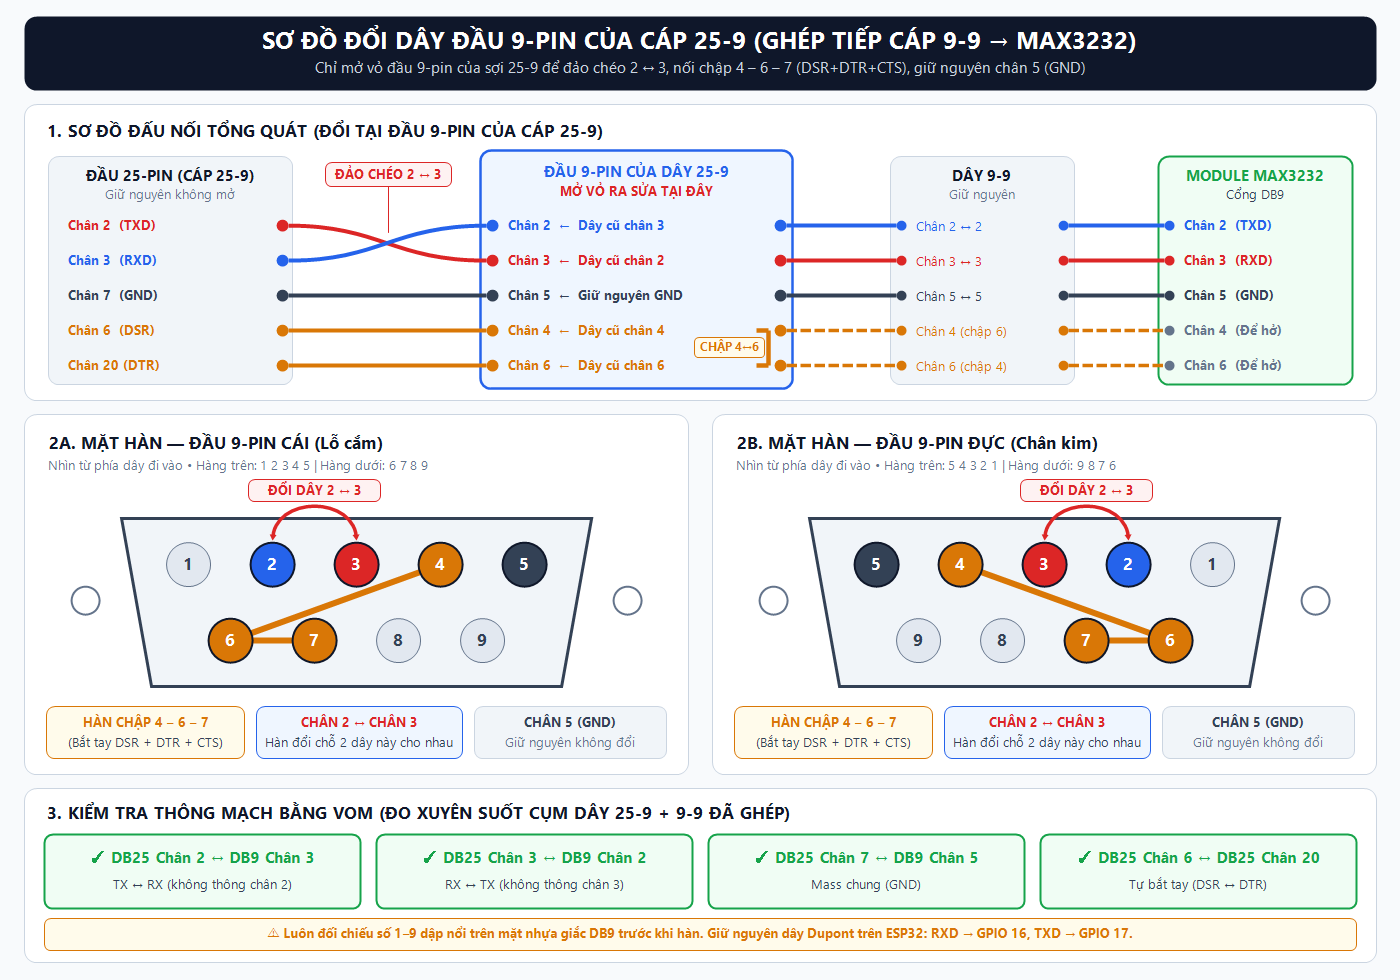 SƠ ĐỒ ĐỔI DÂY ĐẦU 9-PIN CỦA CÁP 25-9 (GHÉP TIẾP CÁP 9-9 → MAX3232)
Chỉ mở vỏ đầu 9-pin của sợi 25-9 để đảo chéo 2 ↔ 3, nối chập 4 – 6 – 7 (DSR+DTR+CTS), giữ nguyên chân 5 (GND)
1. SƠ ĐỒ ĐẤU NỐI TỔNG QUÁT (ĐỔI TẠI ĐẦU 9-PIN CỦA CÁP 25-9)
ĐẦU 25-PIN (CÁP 25-9)
Giữ nguyên không mở
Chân 2 (TXD)
Chân 3 (RXD)
Chân 7 (GND)
Chân 6 (DSR)
Chân 20 (DTR)
ĐẢO CHÉO 2 ↔ 3
ĐẦU 9-PIN CỦA DÂY 25-9
MỞ VỎ RA SỬA TẠI ĐÂY
Chân 2 ← Dây cũ chân 3
Chân 3 ← Dây cũ chân 2
Chân 5 ← Giữ nguyên GND
Chân 4 ← Dây cũ chân 4
Chân 6 ← Dây cũ chân 6
CHẬP 4↔6
DÂY 9-9
Giữ nguyên
Chân 2 ↔ 2
Chân 3 ↔ 3
Chân 5 ↔ 5
Chân 4 (chập 6)
Chân 6 (chập 4)
MODULE MAX3232
Cổng DB9
Chân 2 (TXD)
Chân 3 (RXD)
Chân 5 (GND)
Chân 4 (Để hở)
Chân 6 (Để hở)
2A. MẶT HÀN — ĐẦU 9-PIN CÁI (Lỗ cắm)
Nhìn từ phía dây đi vào • Hàng trên: 1 2 3 4 5 | Hàng dưới: 6 7 8 9
ĐỔI DÂY 2 ↔ 3
1 2 3 4 5
6 7 8 9
HÀN CHẬP 4 – 6 – 7
(Bắt tay DSR + DTR + CTS)
CHÂN 2 ↔ CHÂN 3
Hàn đổi chỗ 2 dây này cho nhau
CHÂN 5 (GND)
Giữ nguyên không đổi
2B. MẶT HÀN — ĐẦU 9-PIN ĐỰC (Chân kim)
Nhìn từ phía dây đi vào • Hàng trên: 5 4 3 2 1 | Hàng dưới: 9 8 7 6
ĐỔI DÂY 2 ↔ 3
5 4 3 2 1
9 8 7 6
HÀN CHẬP 4 – 6 – 7
(Bắt tay DSR + DTR + CTS)
CHÂN 2 ↔ CHÂN 3
Hàn đổi chỗ 2 dây này cho nhau
CHÂN 5 (GND)
Giữ nguyên không đổi
3. KIỂM TRA THÔNG MẠCH BẰNG VOM (ĐO XUYÊN SUỐT CỤM DÂY 25-9 + 9-9 ĐÃ GHÉP)
✓ DB25 Chân 2 ↔ DB9 Chân 3
TX ↔ RX (không thông chân 2)
✓ DB25 Chân 3 ↔ DB9 Chân 2
RX ↔ TX (không thông chân 3)
✓ DB25 Chân 7 ↔ DB9 Chân 5
Mass chung (GND)
✓ DB25 Chân 6 ↔ DB25 Chân 20
Tự bắt tay (DSR ↔ DTR)
⚠ Luôn đối chiếu số 1–9 dập nổi trên mặt nhựa giắc DB9 trước khi hàn. Giữ nguyên dây Dupont trên ESP32: RXD → GPIO 16, TXD → GPIO 17.